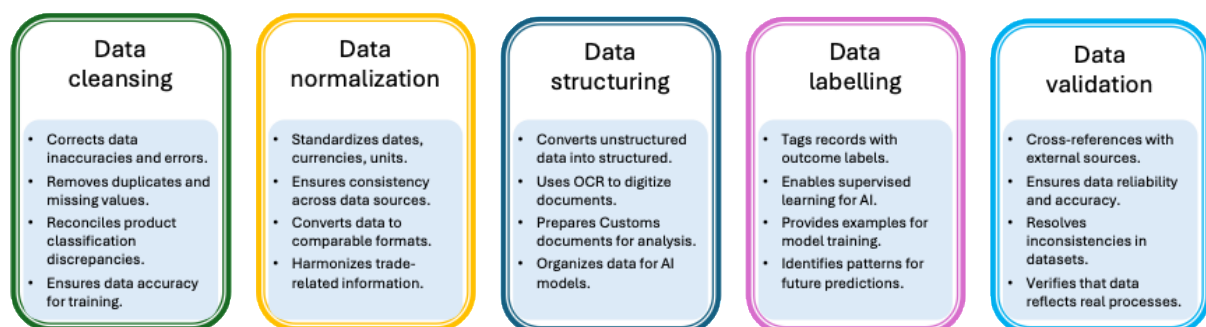 Data
cleansing
• Corrects data
inaccuracies and errors.
• Removes duplicates and
missing values.
• Reconciles product
classification
discrepancies.
• Ensures data accuracy
for training.
Data
normalization
• Standardizes dates,
currencies, units.
• Ensures consistency
across data sources.
• Converts data to
comparable formats.
• Harmonizes trade-
related information.
Data
structuring
• Converts unstructured
data into structured.
• Uses OCR to digitize
documents.
• Prepares Customs
documents for analysis.
• Organizes data for AI
models.
Data
labelling
• Tags records with
outcome labels.
• Enables supervised
learning for AI.
• Provides examples for
model training.
• Identifies patterns for
future predictions.
Data
validation
• Cross-references with
external sources.
• Ensures data reliability
and accuracy.
• Resolves
inconsistencies in
datasets.
• Verifies that data
reflects real processes.